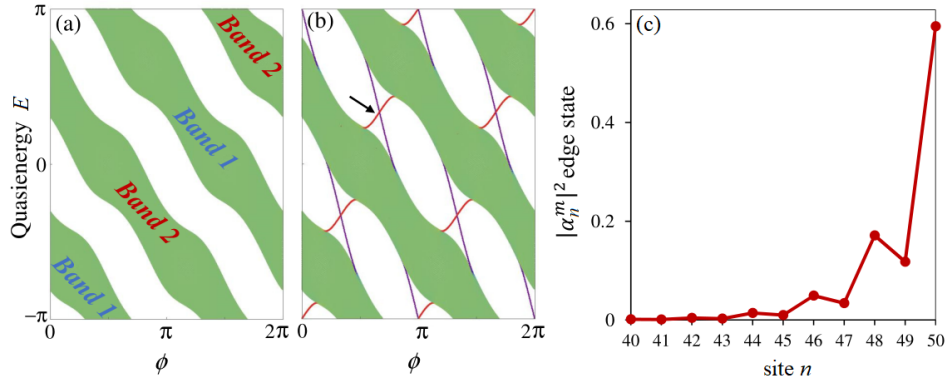 (a)
(b)
(c)
Quasienergy E
π
0
−π
Band 2
Band 1
Band 2
Band 1
0
π
2π
ϕ
0
π
2π
ϕ
|α_n^m|² edge state
0.6
0.4
0.2
0
40 41 42 43 44 45 46 47 48 49 50
site n